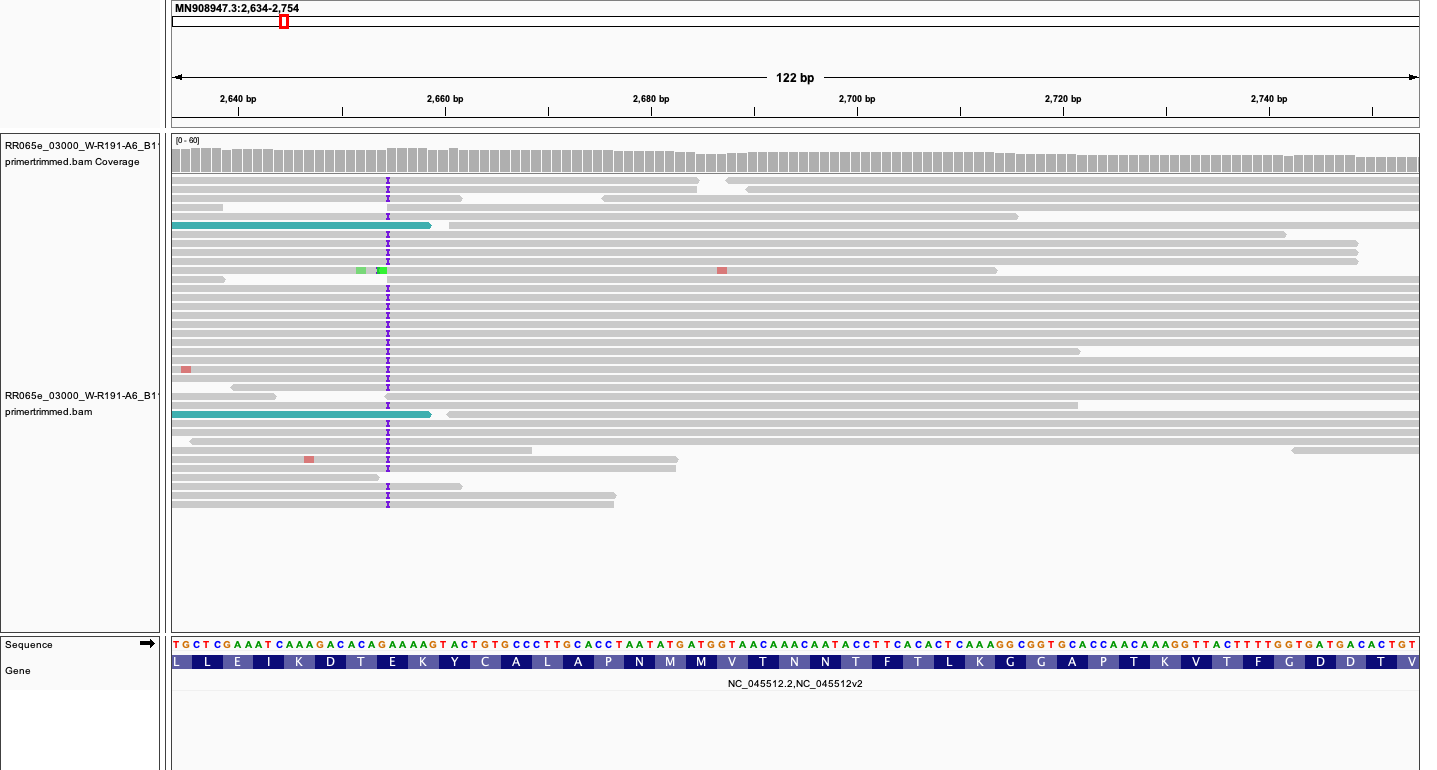 MN908947.3:2,634-2,754
122 bp
2,640 bp 2,660 bp 2,680 bp 2,700 bp 2,720 bp 2,740 bp
[0 - 60]
RR065e_03000_W-R191-A6_B1
primertrimmed.bam Coverage
RR065e_03000_W-R191-A6_B1
primertrimmed.bam
Sequence
TGCTCGAAATCAAAGACACAGAAAAGTACTGTGCCCTTGCACCTAATATGATGGTAACAAACAATACCTTCACACTCAAAGGCGGTGCACCAACAAAGGTTACTTTTGGTGATGACACTGT
Gene
L L E I K D T E K Y C A L A P N M M V T N N T F T L K G G A P T K V T F G D D T V
NC_045512.2,NC_045512v2